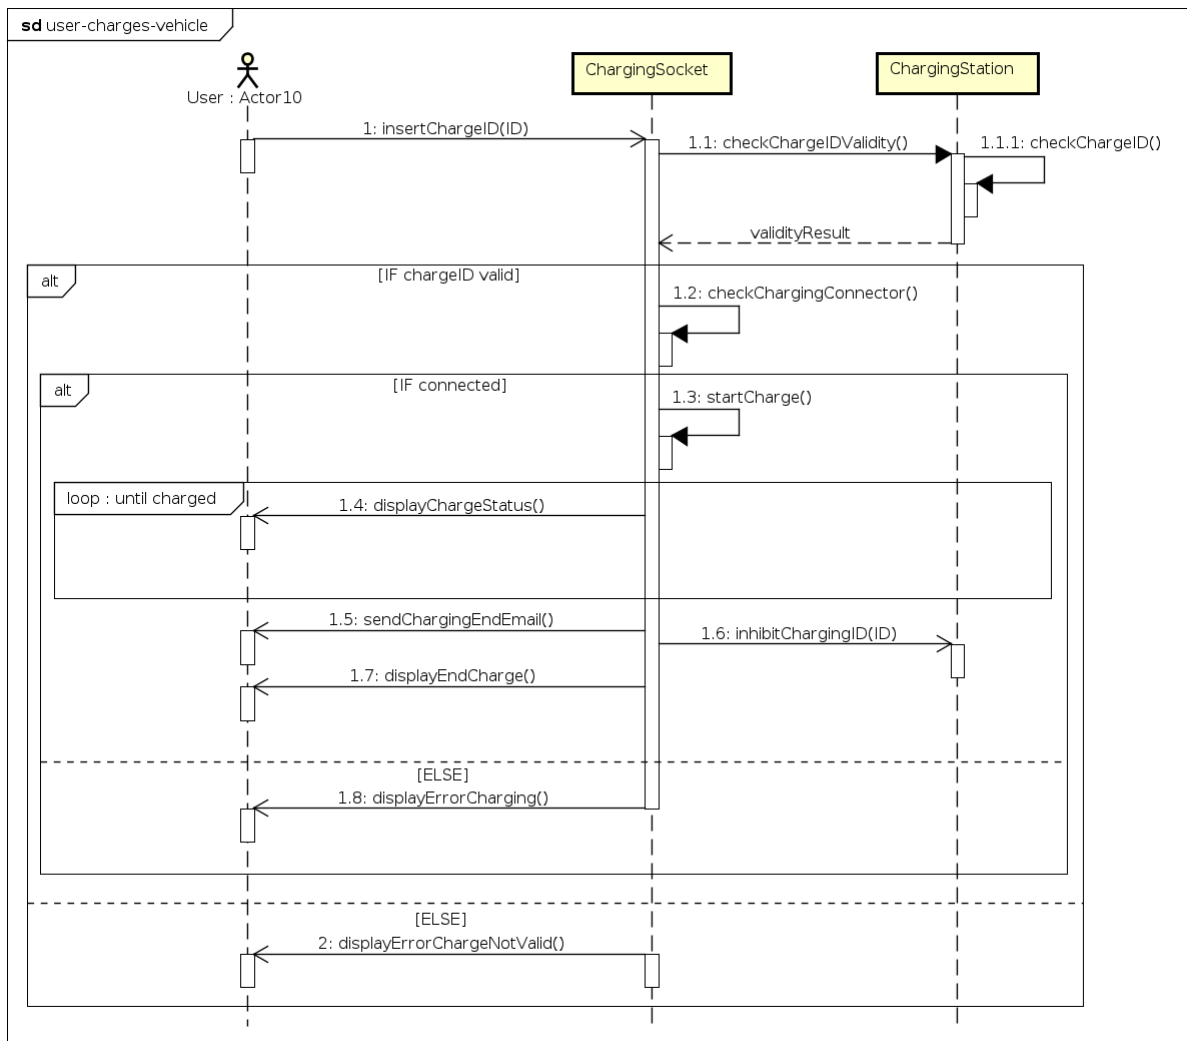 sd user-charges-vehicle
User : Actor10
ChargingSocket
ChargingStation
1: insertChargeID(ID)
1.1: checkChargeIDValidity()
1.1.1: checkChargeID()
validityResult
alt
[IF chargeID valid]
1.2: checkChargingConnector()
alt
[IF connected]
1.3: startCharge()
loop : until charged
1.4: displayChargeStatus()
1.5: sendChargingEndEmail()
1.6: inhibitChargingID(ID)
1.7: displayEndCharge()
[ELSE]
1.8: displayErrorCharging()
[ELSE]
2: displayErrorChargeNotValid()